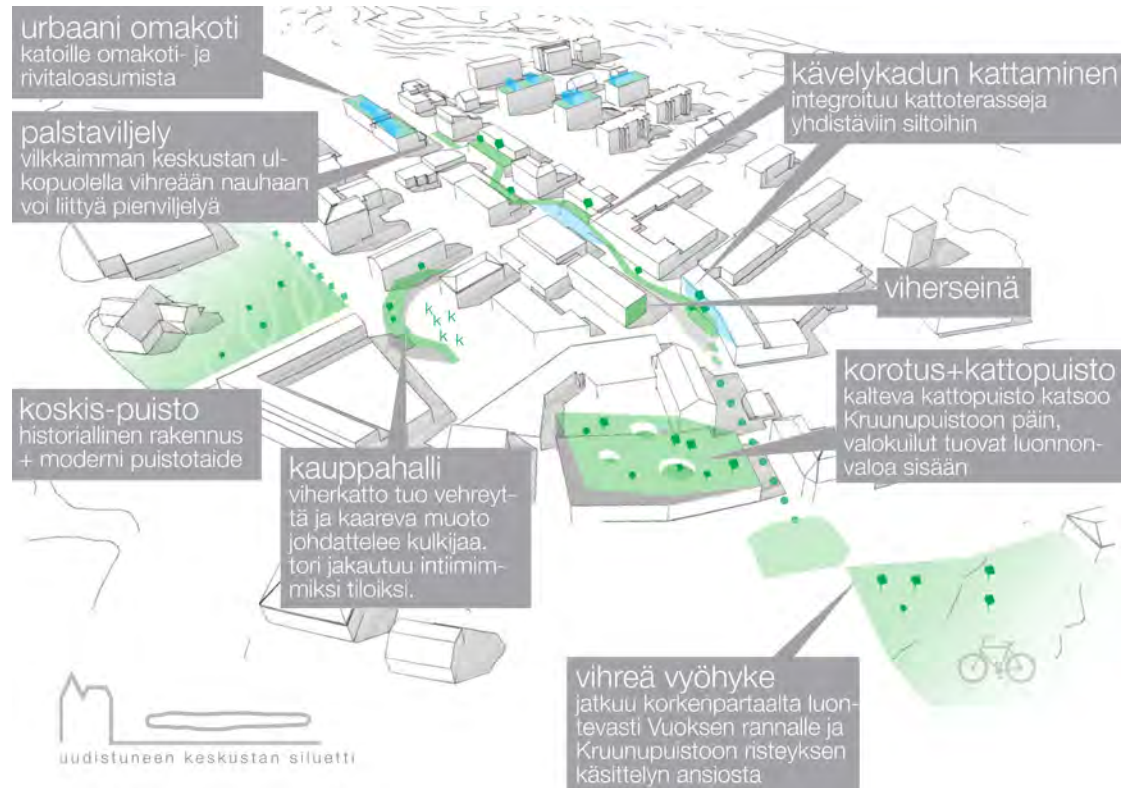 urbaani omakoti
katoille omakoti- ja
rivitaloasumista
palstaviljely
vilkkaimman keskustan ul-
kopuolella vihreään nauhaan
voi liittyä pienviljelyä
kävelykadun kattaminen
integroituu kattoterasseja
yhdistäviin siltoihin
viherseinä
k
k k
k
k k
koskis-puisto
historiallinen rakennus
+ moderni puistotaide
kauppahalli
viherkatto tuo vehreyt-
tä ja kaareva muoto
johdattelee kulkijaa.
tori jakautuu intiimim-
miksi tiloiksi.
korotus+kattopuisto
kalteva kattopuisto katsoo
Kruunupuistoon päin,
valokuilut tuovat luonnon-
valoa sisään
vihreä vyöhyke
jatkuu korkenpartaalta luon-
tevasti Vuoksen rannalle ja
Kruunupuistoon risteyksen
käsittelyn ansiosta
uudistuneen keskustan siluetti